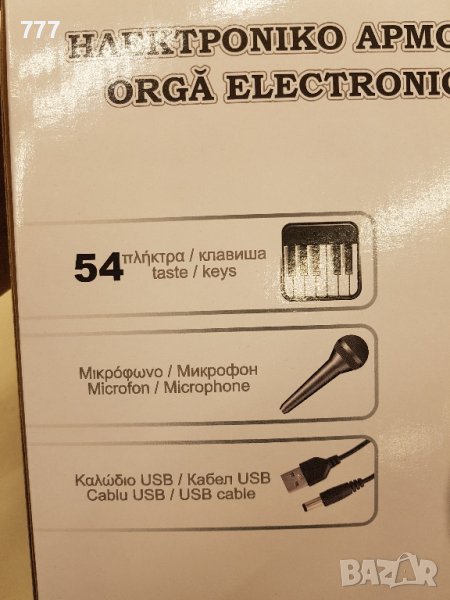 777
ΗΛΕΚΤΡΟΝΙΚΟ ΑΡΜΟ
ORGĂ ELECTRONIC
54 πλήκτρα / клавиша
taste / keys
Μικρόφωνο / Микрофон
Microfon / Microphone
Καλώδιο USB / Кабел USB
Cablu USB / USB cable
BAZAR